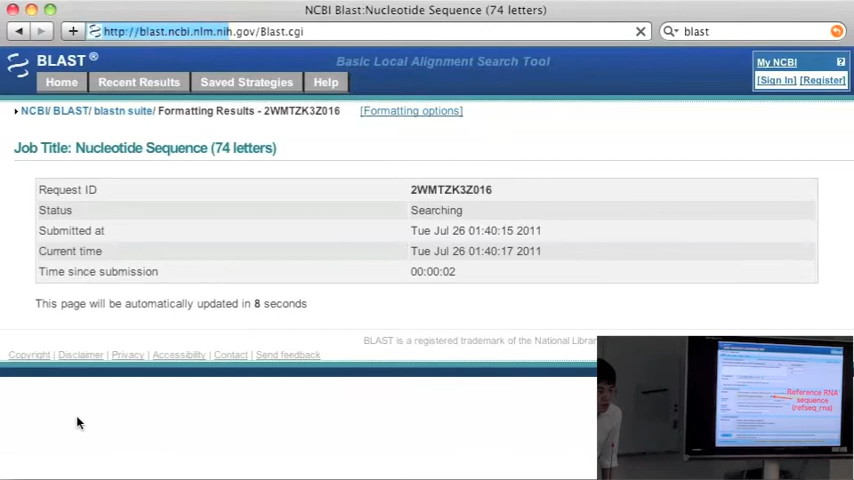 NCBI Blast:Nucleotide Sequence (74 letters)
http://blast.ncbi.nlm.nih.gov/Blast.cgi
blast
BLAST ®
Basic Local Alignment Search Tool
My NCBI
[Sign In] [Register]
Home Recent Results Saved Strategies Help
NCBI/ BLAST/ blastn suite/ Formatting Results - 2WMTZK3Z016 [Formatting options]
Job Title: Nucleotide Sequence (74 letters)
Request ID 2WMTZK3Z016
Status Searching
Submitted at Tue Jul 26 01:40:15 2011
Current time Tue Jul 26 01:40:17 2011
Time since submission 00:00:02
This page will be automatically updated in 8 seconds
BLAST is a registered trademark of the National
Copyright | Disclaimer | Privacy | Accessibility | Contact | Send feedback
Reference RNA
sequence
(refseq_rna)